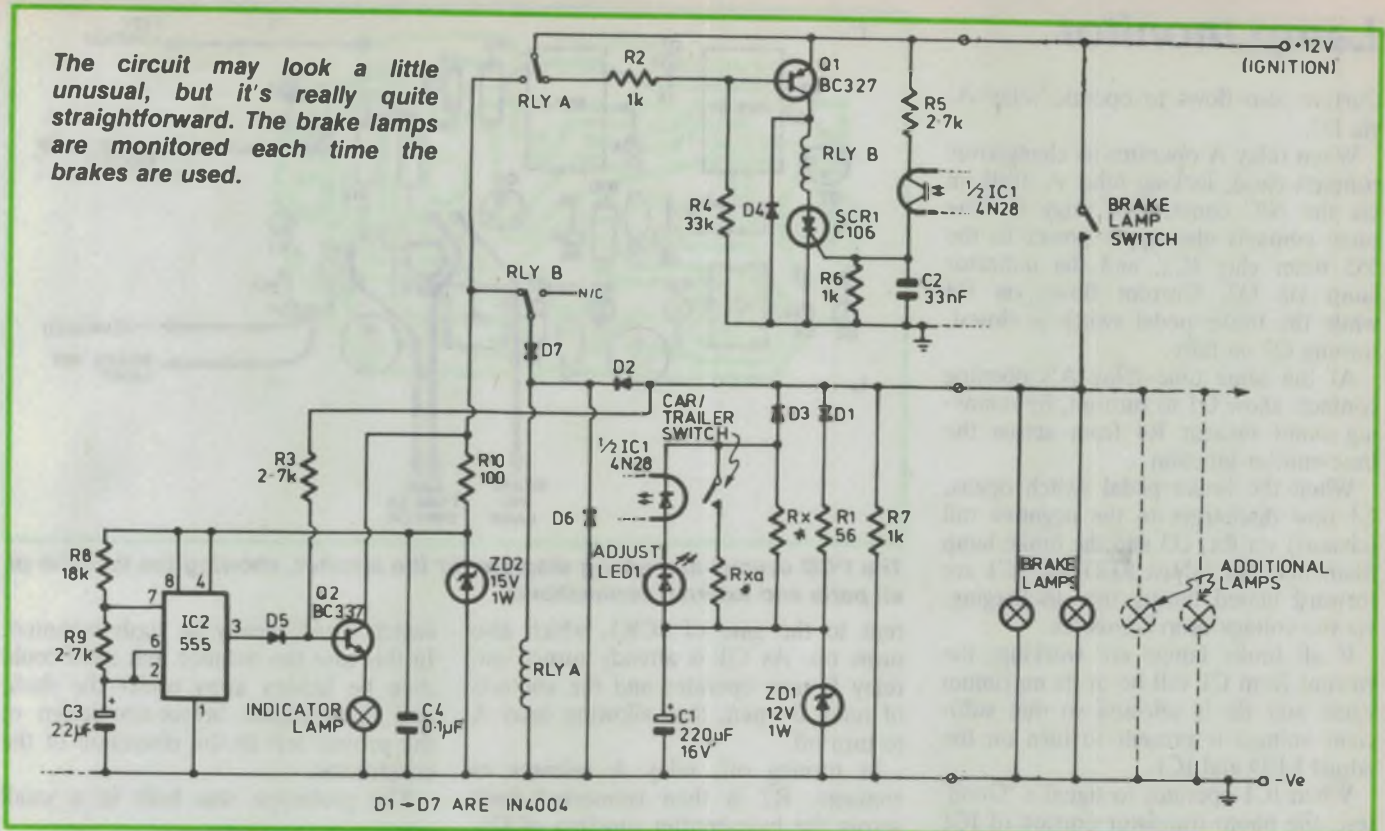 The circuit may look a little
unusual, but it's really quite
straightforward. The brake lamps
are monitored each time the
brakes are used.
RLY A
R2
1k
Q1
BC327
R5
2·7k
+12V
(IGNITION)
RLY B
R4
33k
D4
SCR1
C106
½ IC1
4N28
R6
1k
C2
33nF
BRAKE
LAMP
SWITCH
RLY B
N/C
D7
D2
CAR/
TRAILER
SWITCH
D3
D1
R3
2·7k
R10
100
½ IC1
4N28
D6
Rx
*
R1
56
R7
1k
R8
18k
R9
2·7k
8
4
7
6
2
3
1
IC2
555
D5
Q2
BC337
ZD2
15V
1W
ADJUST
LED1
Rxa
*
BRAKE
LAMPS
ADDITIONAL
LAMPS
C3
22µF
INDICATOR
LAMP
C4
0·1µF
RLY A
C1
220µF
16V
ZD1
12V
1W
-Ve
D1→D7 ARE IN4004